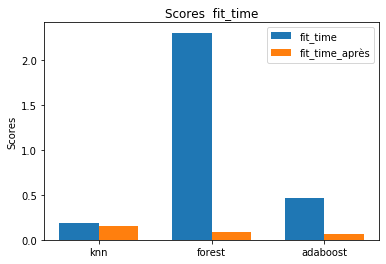 Scores  fit_time
fit_time
fit_time_après
Scores
2.0
1.5
1.0
0.5
0.0
knn
forest
adaboost